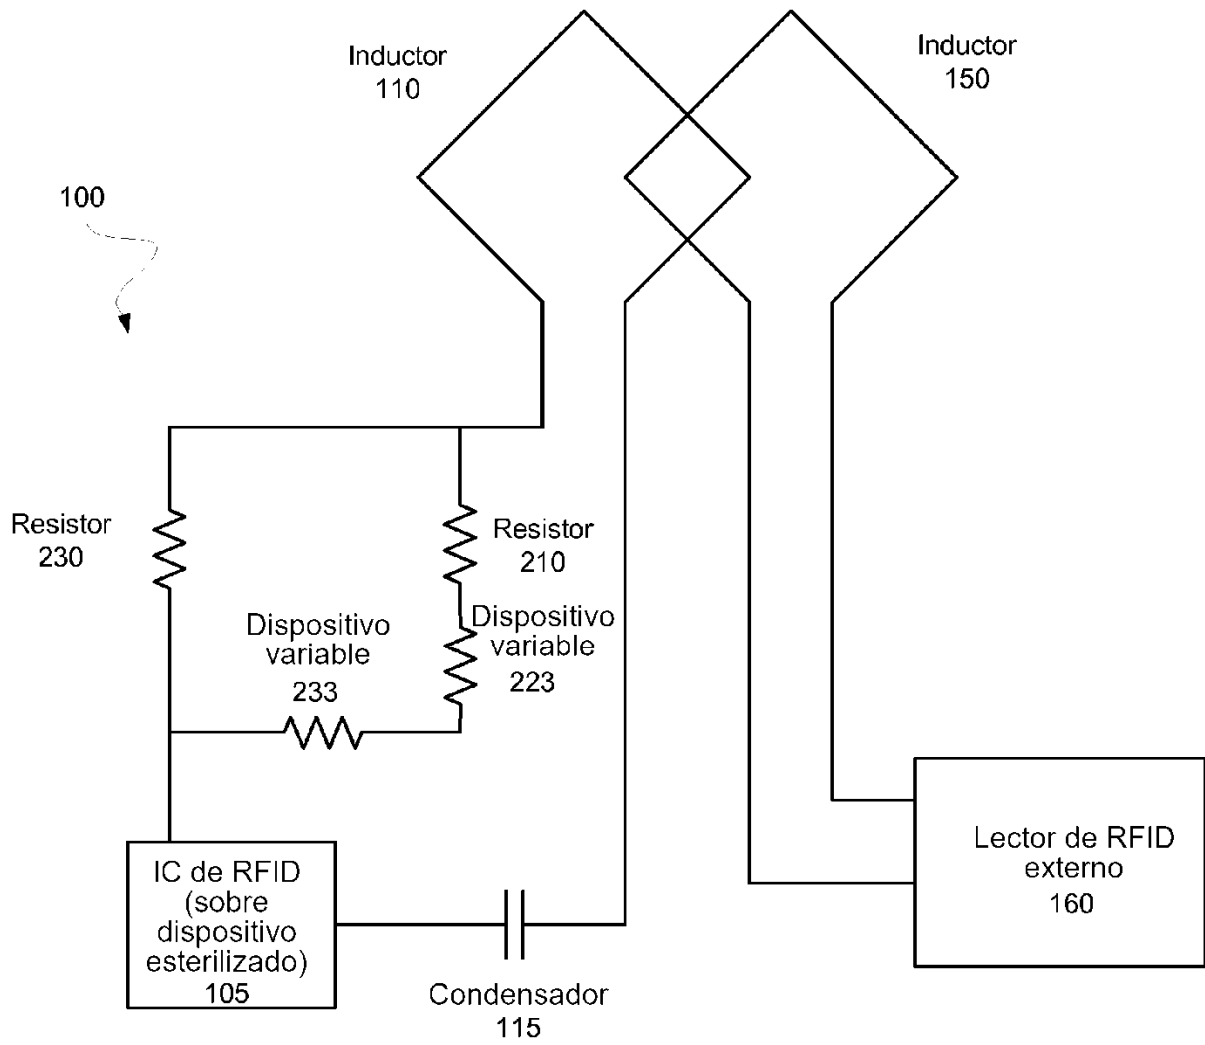 Inductor
110
Inductor
150
100
Resistor
230
Resistor
210
Dispositivo
variable
233
Dispositivo
variable
223
IC de RFID
(sobre
dispositivo
esterilizado)
105
Condensador
115
Lector de RFID
externo
160